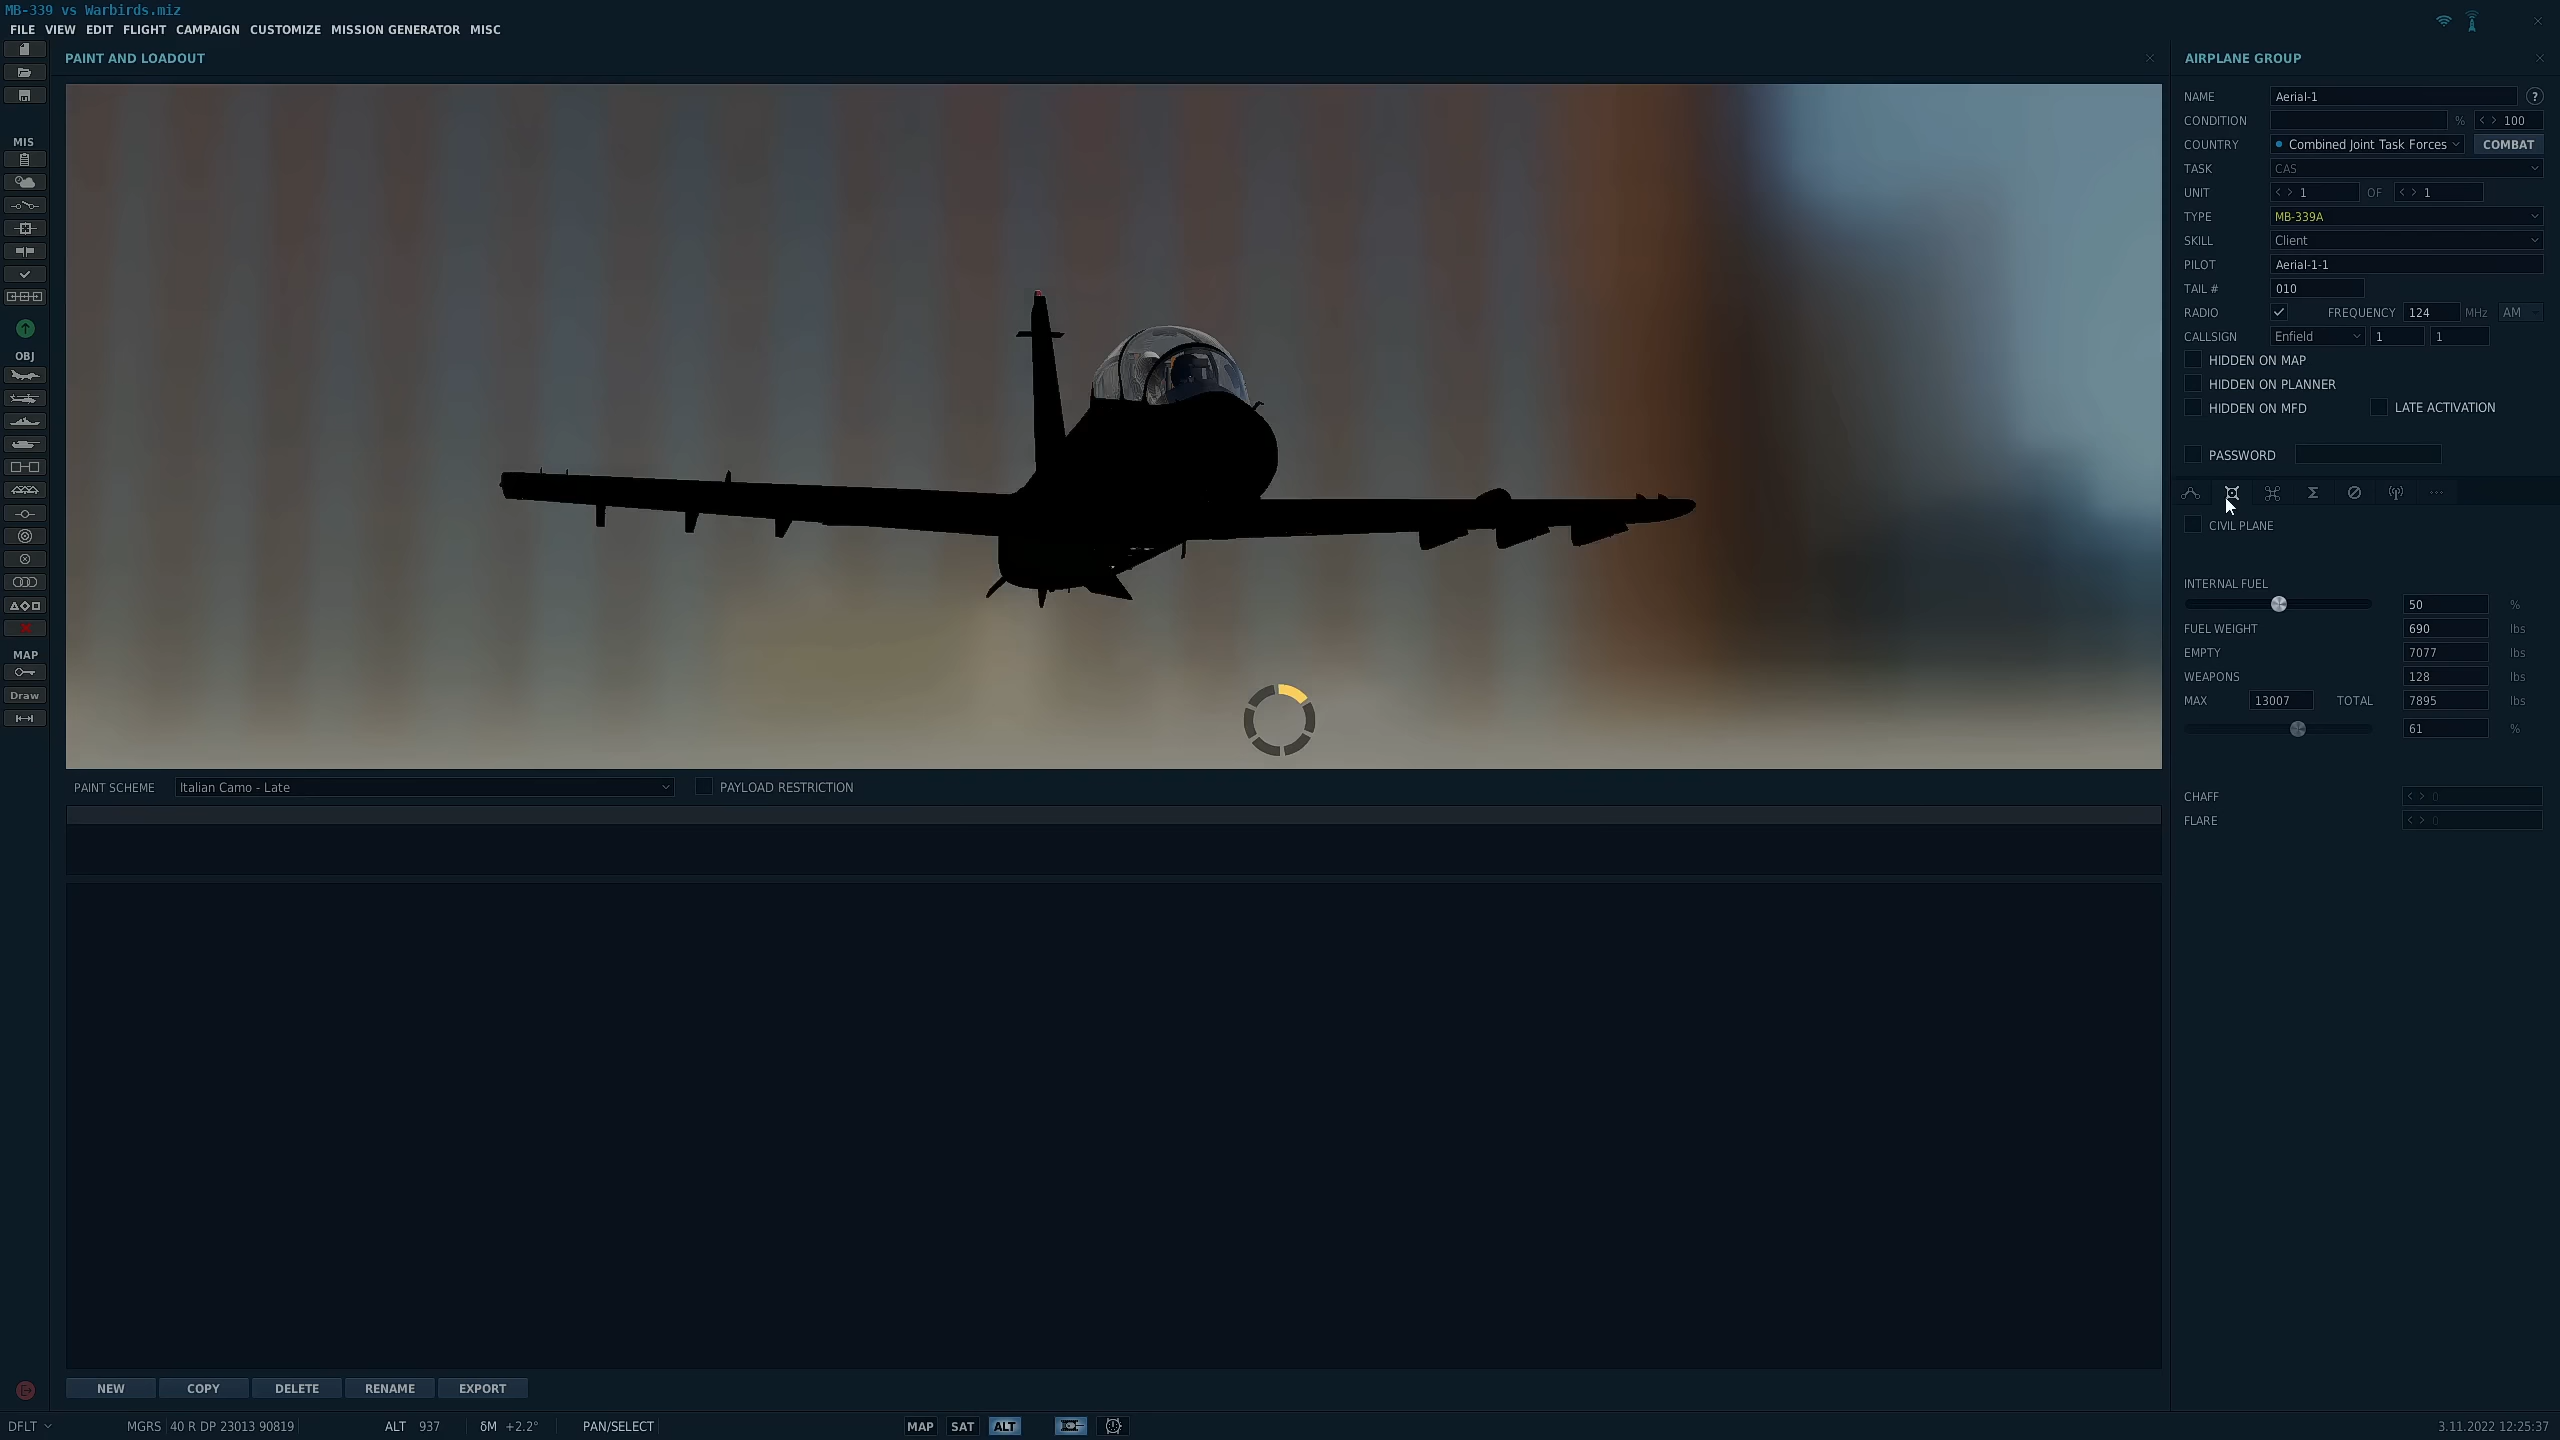 MB-339 vs Warbirds.miz
FILE VIEW EDIT FLIGHT CAMPAIGN CUSTOMIZE MISSION GENERATOR MISC
PAINT AND LOADOUT
AIRPLANE GROUP
NAME Aerial-1 ?
CONDITION % < > 100
COUNTRY Combined Joint Task Forces COMBAT
TASK CAS
UNIT < > 1 OF < > 1
TYPE MB-339A
SKILL Client
PILOT Aerial-1-1
TAIL # 010
RADIO FREQUENCY 124 MHz AM
CALLSIGN Enfield 1 1
HIDDEN ON MAP
HIDDEN ON PLANNER
HIDDEN ON MFD LATE ACTIVATION
PASSWORD
CIVIL PLANE
INTERNAL FUEL
50 %
FUEL WEIGHT 690 lbs
EMPTY 7077 lbs
WEAPONS 128 lbs
MAX 13007 TOTAL 7895 lbs
61 %
CHAFF < > 0
FLARE < > 0
MIS
OBJ
MAP
Draw
PAINT SCHEME Italian Camo - Late PAYLOAD RESTRICTION
NEW COPY DELETE RENAME EXPORT
DFLT MGRS 40 R DP 23013 90819 ALT 937 δM +2.2° PAN/SELECT MAP SAT ALT 3.11.2022 12:25:37